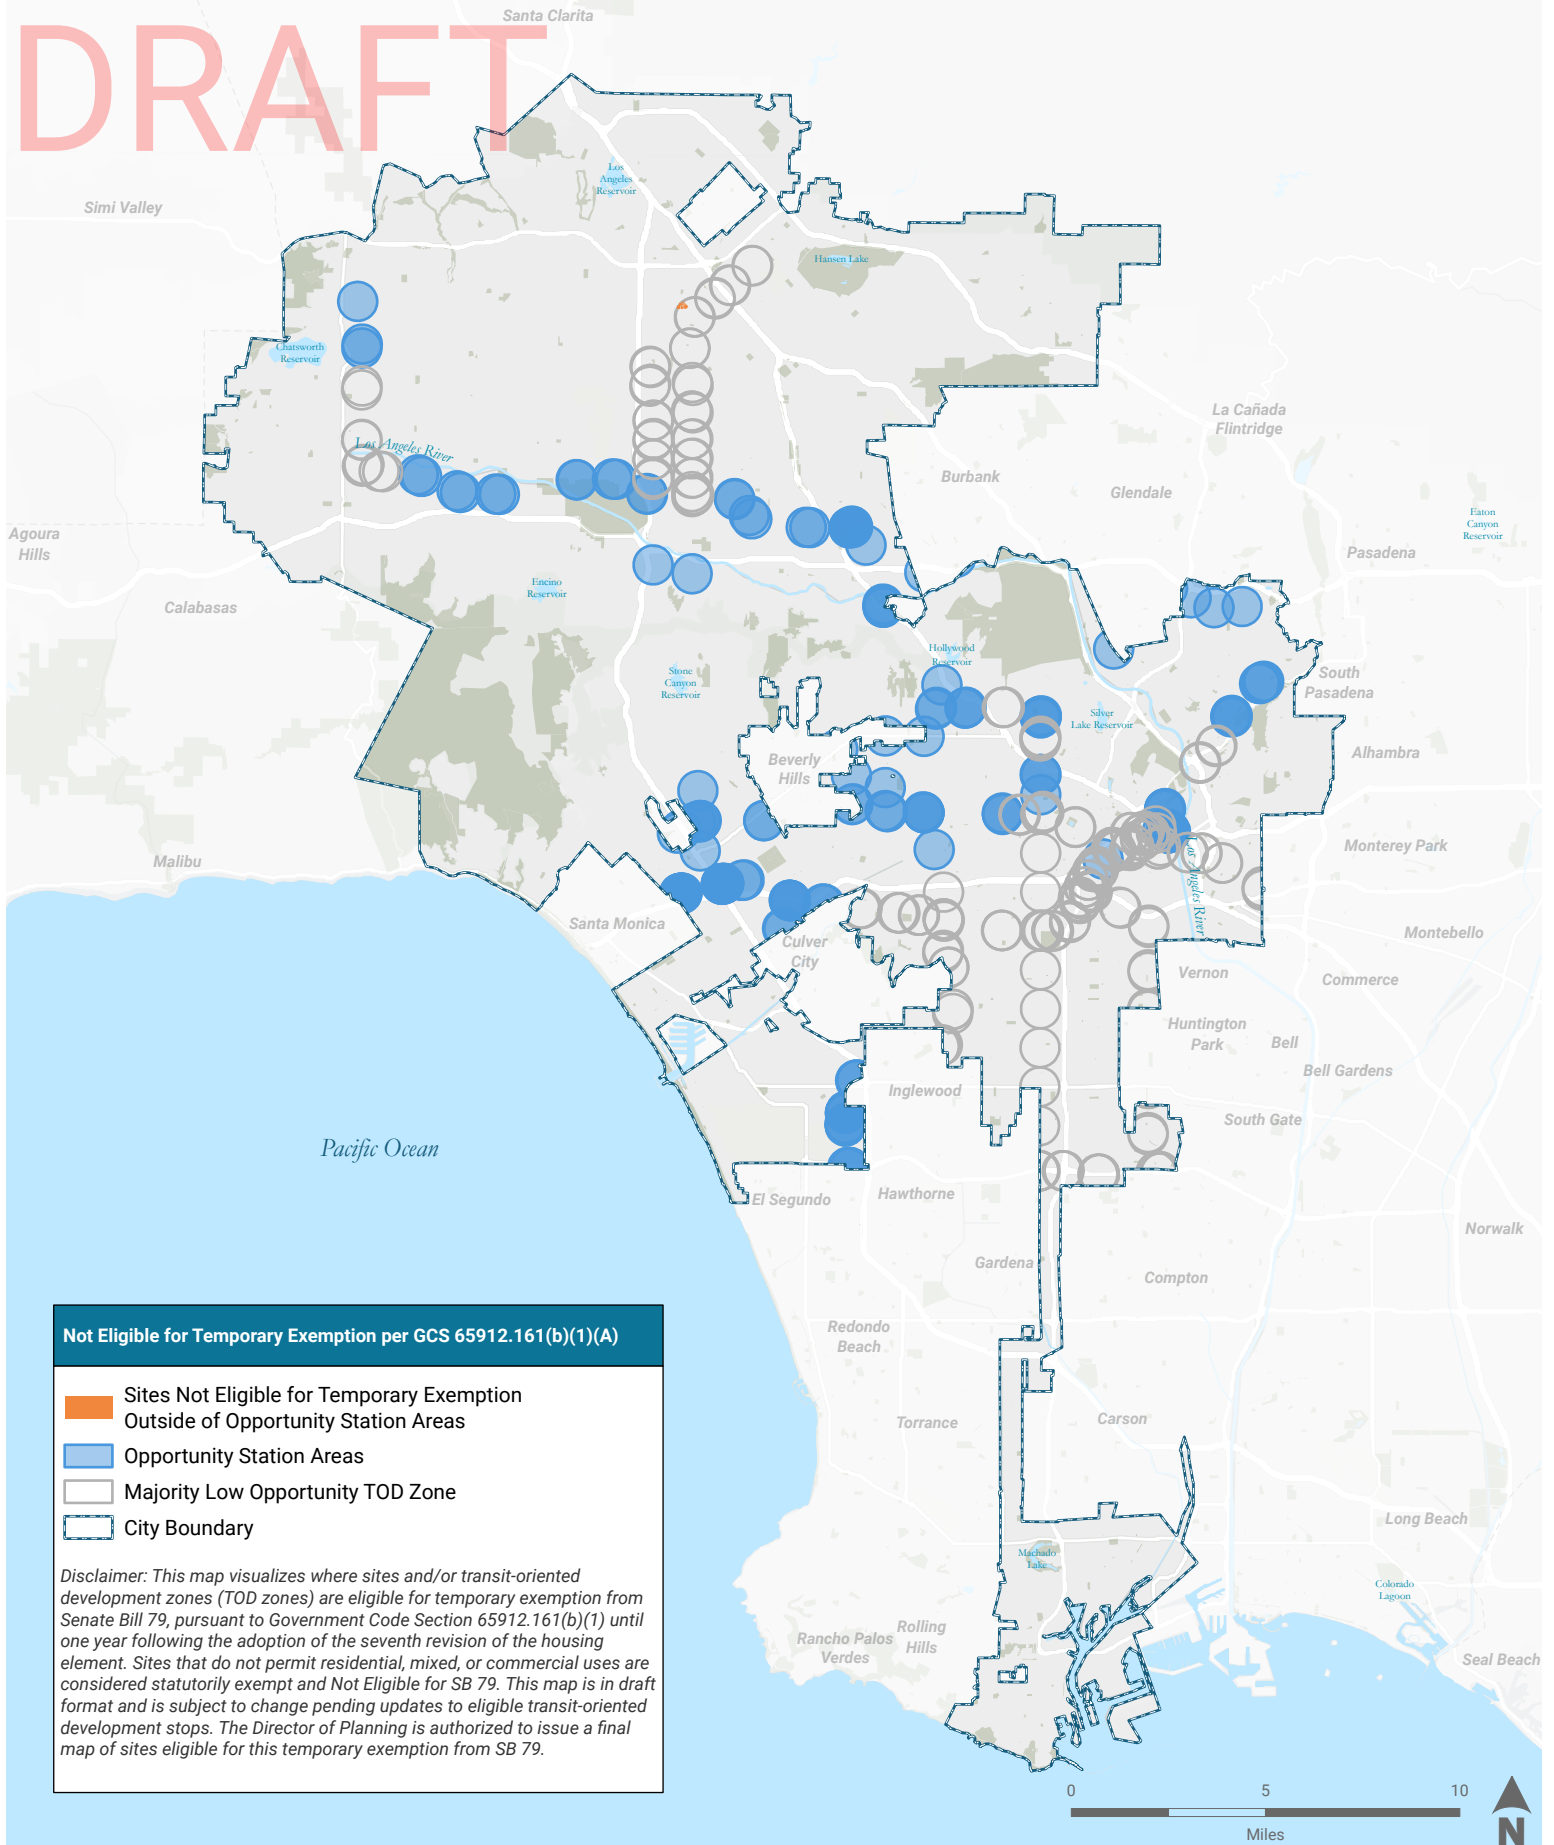 DRAFT
Santa Clarita
Los
Angeles
Reservoir
Simi Valley
Hansen Lake
Chatsworth
Reservoir
La Cañada
Flintridge
Los Angeles River
Burbank
Glendale
Eaton
Canyon
Reservoir
Agoura
Hills
Pasadena
Encino
Reservoir
Calabasas
Hollywood
Reservoir
Stone
Canyon
Reservoir
South
Pasadena
Silver
Lake Reservoir
Alhambra
Beverly
Hills
Monterey Park
Malibu
Los Angeles River
Santa Monica
Culver
City
Montebello
Vernon
Commerce
Huntington
Park
Bell
Bell Gardens
Inglewood
South Gate
Pacific Ocean
El Segundo
Hawthorne
Norwalk
Gardena
Compton
Redondo
Beach
Torrance
Carson
Long Beach
Machado
Lake
Colorado
Lagoon
Rolling
Hills
Rancho Palos
Verdes
Seal Beach
Not Eligible for Temporary Exemption per GCS 65912.161(b)(1)(A)
Sites Not Eligible for Temporary Exemption
Outside of Opportunity Station Areas
Opportunity Station Areas
Majority Low Opportunity TOD Zone
City Boundary
Disclaimer: This map visualizes where sites and/or transit-oriented
development zones (TOD zones) are eligible for temporary exemption from
Senate Bill 79, pursuant to Government Code Section 65912.161(b)(1) until
one year following the adoption of the seventh revision of the housing
element. Sites that do not permit residential, mixed, or commercial uses are
considered statutorily exempt and Not Eligible for SB 79. This map is in draft
format and is subject to change pending updates to eligible transit-oriented
development stops. The Director of Planning is authorized to issue a final
map of sites eligible for this temporary exemption from SB 79.
0 5 10
Miles
N